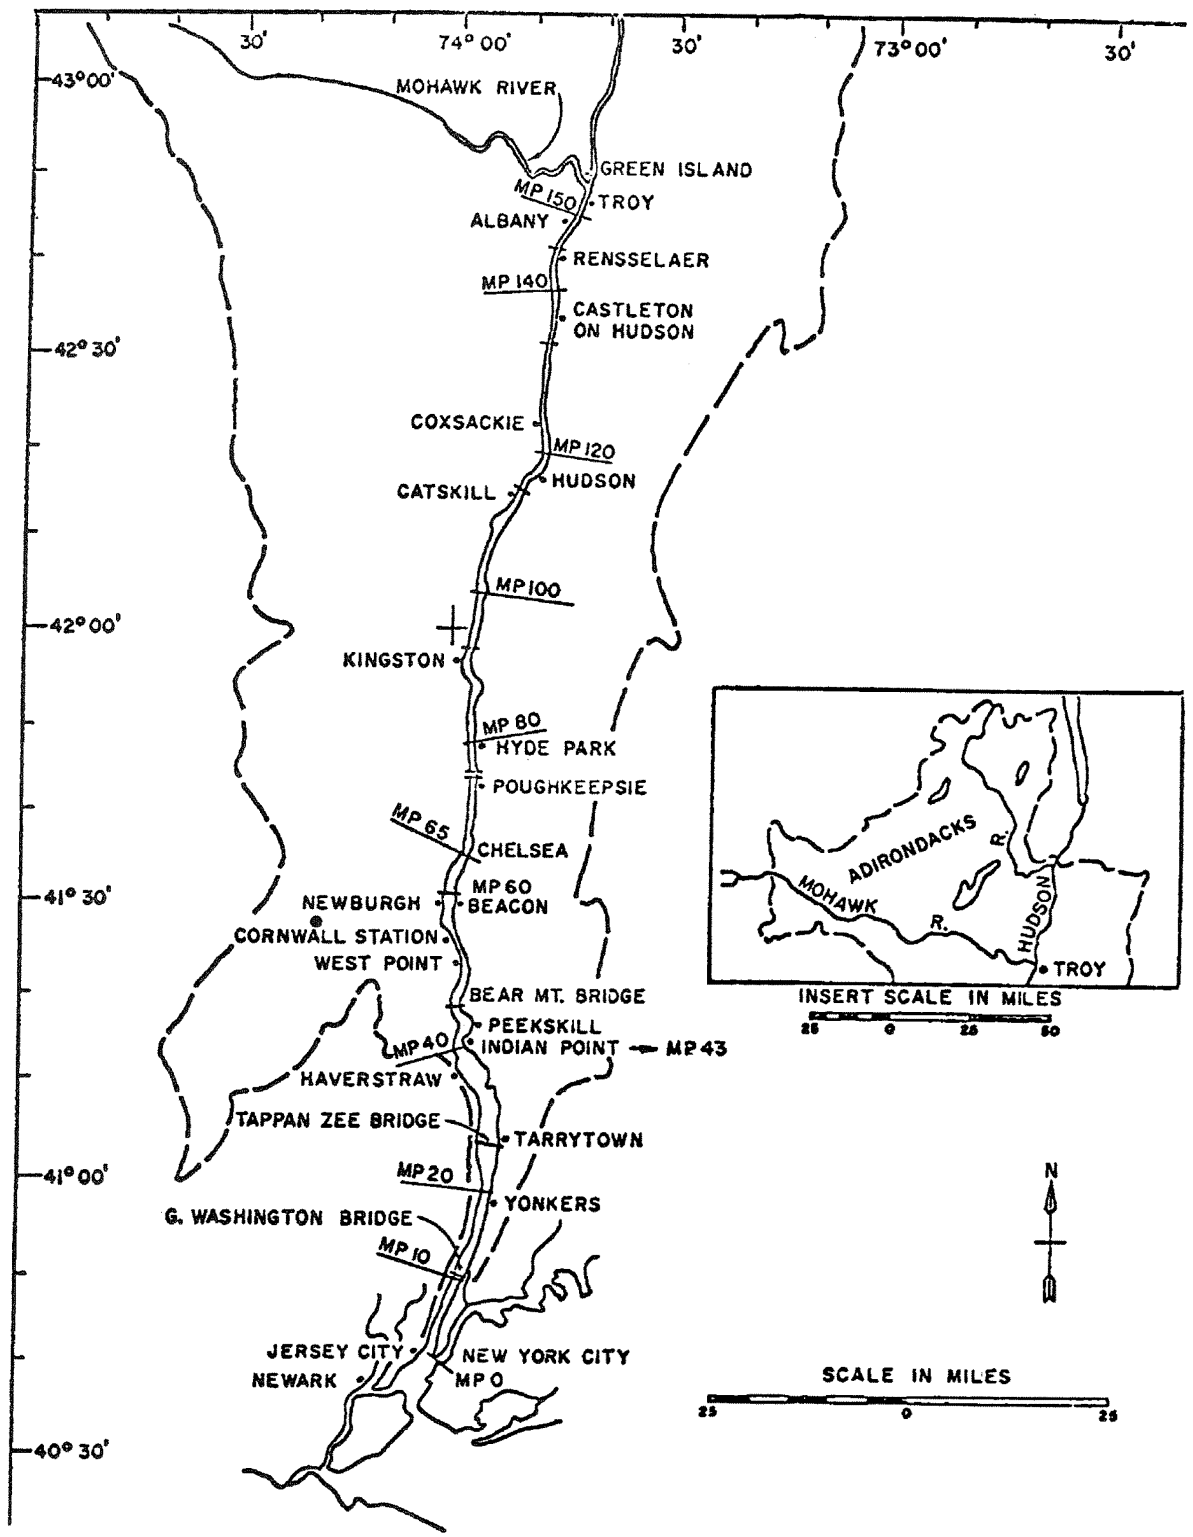 30'
74°00'
30'
73°00'
30'
43°00'
MOHAWK RIVER
GREEN ISLAND
MP 150
TROY
ALBANY
RENSSELAER
MP 140
CASTLETON
ON HUDSON
42° 30'
COXSACKIE
MP 120
HUDSON
CATSKILL
MP 100
42°00'
KINGSTON
MP 80
HYDE PARK
POUGHKEEPSIE
MP 65
CHELSEA
MP 60
41° 30'
NEWBURGH
BEACON
CORNWALL STATION
WEST POINT
BEAR MT. BRIDGE
PEEKSKILL
MP 40
INDIAN POINT → MP 43
HAVERSTRAW
TAPPAN ZEE BRIDGE
TARRYTOWN
41° 00'
MP 20
YONKERS
G. WASHINGTON BRIDGE
MP 10
JERSEY CITY
NEW YORK CITY
NEWARK
MP 0
40° 30'
ADIRONDACKS
R.
MOHAWK
R.
HUDSON
TROY
INSERT SCALE IN MILES
25 0 25 50
N
SCALE IN MILES
25 0 25